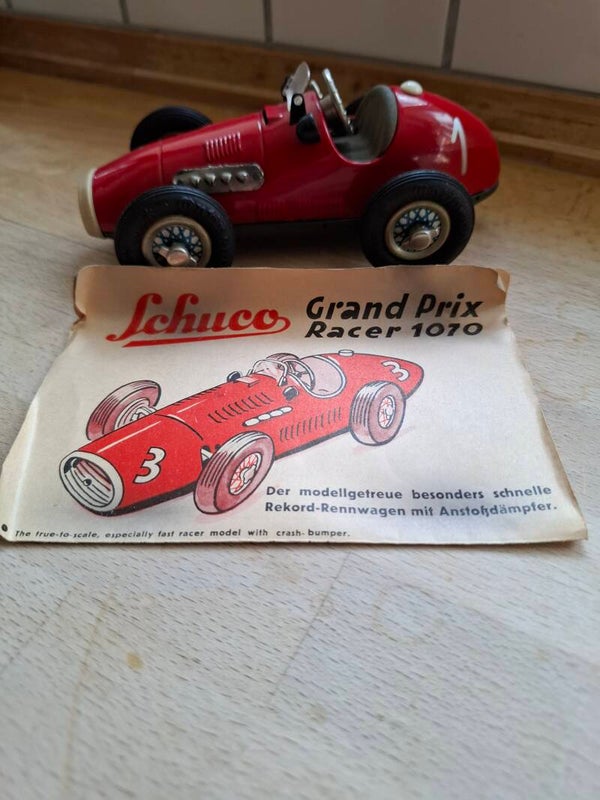 1
Schuco
Grand Prix
Racer 1070
3
3
Der modellgetreue besonders schnelle
Rekord-Rennwagen mit Anstoßdämpfer.
The true-to-scale, especially fast racer model with crash-bumper.